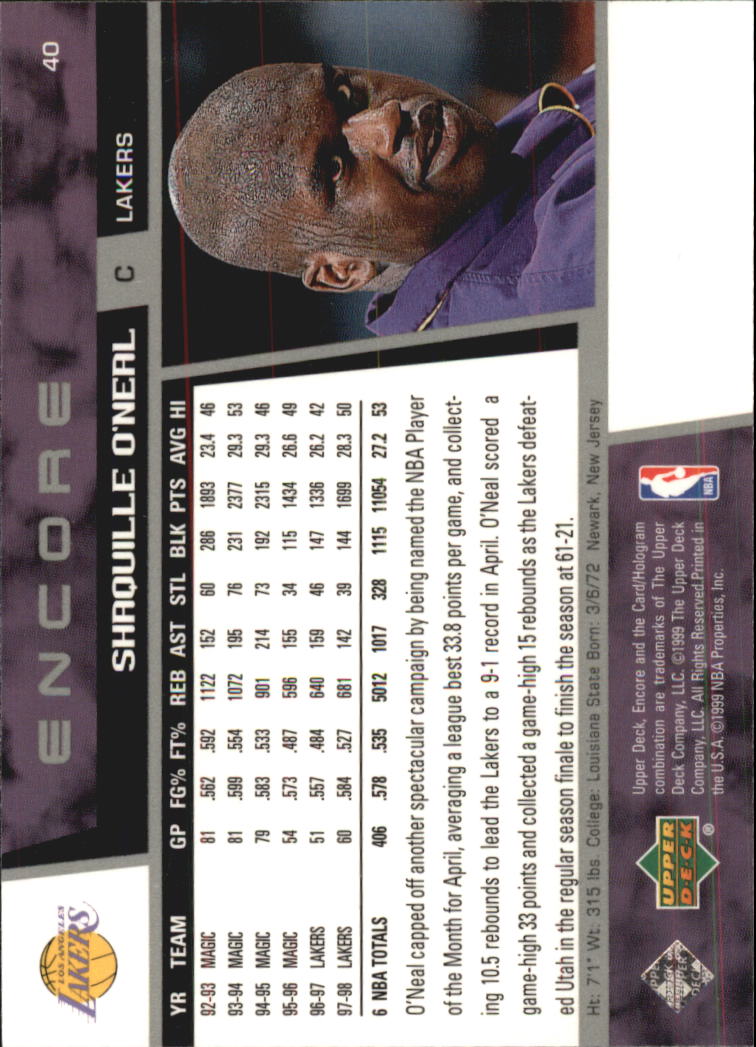 40
ENCORE
SHAQUILLE O'NEAL C LAKERS
LOS ANGELES
LAKERS
YR TEAM GP FG% FT% REB AST STL BLK PTS AVG HI
92-93 MAGIC 81 .562 .592 1122 152 60 286 1893 23.4 46
93-94 MAGIC 81 .599 .554 1072 195 76 231 2377 29.3 53
94-95 MAGIC 79 .583 .533 901 214 73 192 2315 29.3 46
95-96 MAGIC 54 .573 .487 596 155 34 115 1434 26.6 49
96-97 LAKERS 51 .557 .484 640 159 46 147 1336 26.2 42
97-98 LAKERS 60 .584 .527 681 142 39 144 1699 28.3 50
6 NBA TOTALS 406 .578 .535 5012 1017 328 1115 11054 27.2 53
O'Neal capped off another spectacular campaign by being named the NBA Player
of the Month for April, averaging a league best 33.8 points per game, and collect-
ing 10.5 rebounds to lead the Lakers to a 9-1 record in April. O'Neal scored a
game-high 33 points and collected a game-high 15 rebounds as the Lakers defeat-
ed Utah in the regular season finale to finish the season at 61-21.
Ht: 7'1" Wt: 315 lbs. College: Louisiana State Born: 3/6/72 Newark, New Jersey
UPPER
D·E·C·K
®
Upper Deck, Encore and the Card/Hologram
combination are trademarks of The Upper
Deck Company, LLC. ©1999 The Upper Deck
Company, LLC. All Rights Reserved.Printed in
the U.S.A. ©1999 NBA Properties, Inc.
NBA